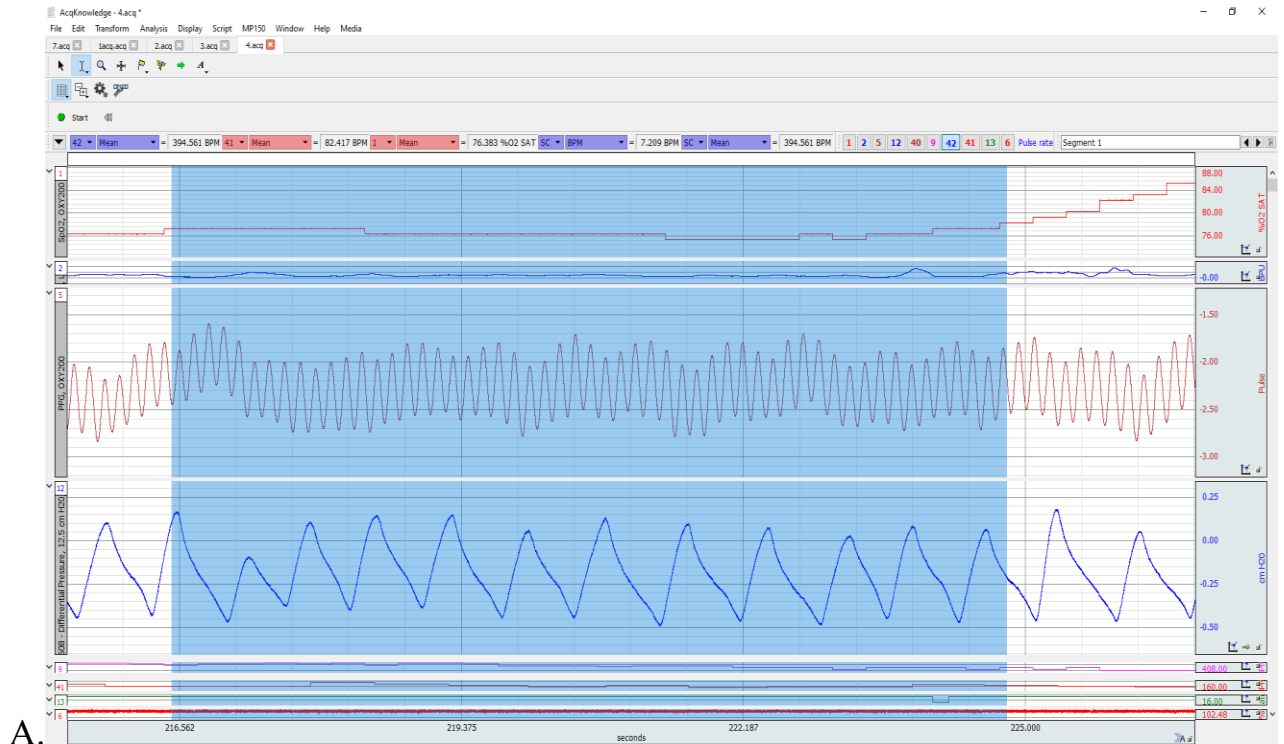 AcqKnowledge - 4.acq *
File Edit Transform Analysis Display Script MP150 Window Help Media
7.acq 1acq.acq 2.acq 3.acq 4.acq
Start
42 Mean = 394.561 BPM 41 Mean = 82.417 BPM 1 Mean = 76.383 %O2 SAT SC BPM = 7.209 BPM SC Mean = 394.561 BPM 1 2 5 12 40 9 42 41 13 6 Pulse rate Segment 1
1
SpO2, OXY200
88.00
84.00
80.00
76.00
%O2 SAT
2
-0.00
BPU
5
PPG, OXY200
-1.50
-2.00
-2.50
-3.00
Pulse
12
50B - Differential Pressure, 12.5 cm H20
0.25
0.00
-0.25
-0.50
cm H20
9
408.00
41
160.00
13
16.00
6
102.48
216.562 219.375 222.187 225.000
seconds
A.